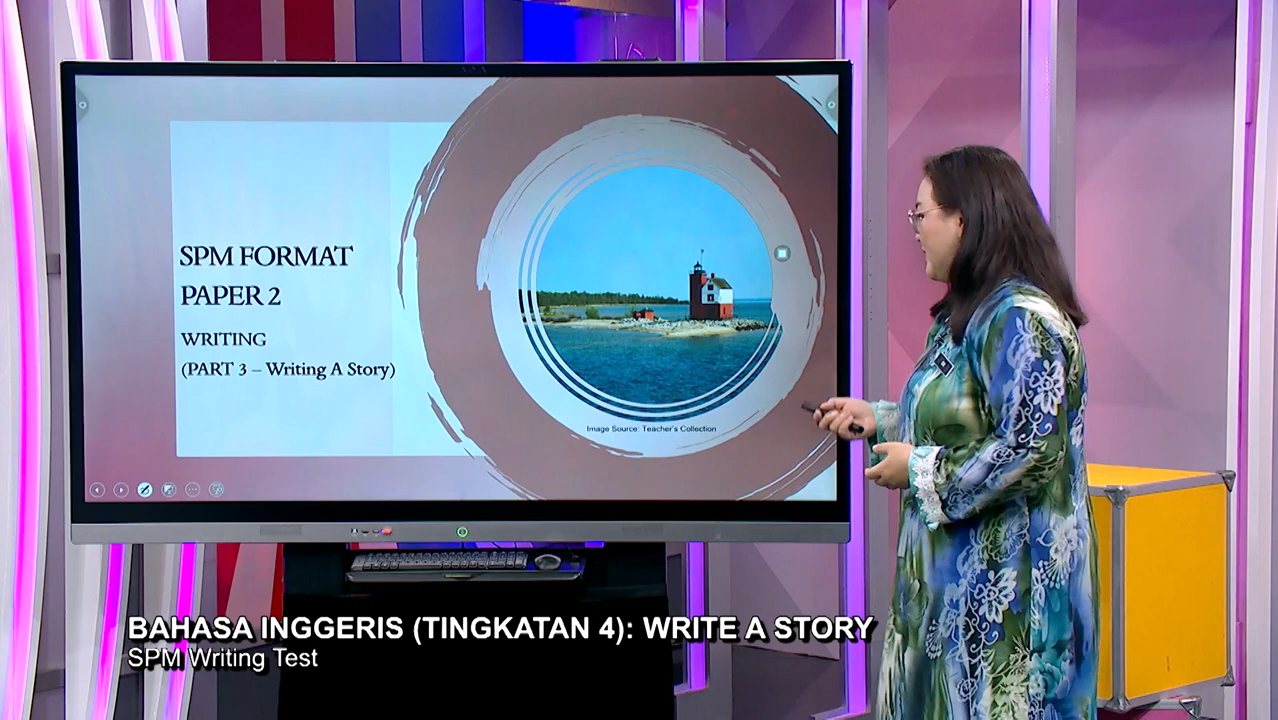 SPM FORMAT
PAPER 2
WRITING
(PART 3 – Writing A Story)
Image Source: Teacher's Collection
BAHASA INGGERIS (TINGKATAN 4): WRITE A STORY
SPM Writing Test